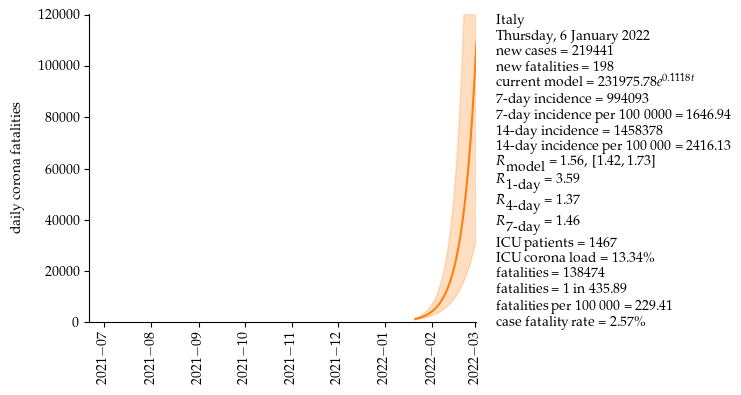 120000
100000
80000
60000
40000
20000
0
daily corona fatalities
2021−07
2021−08
2021−09
2021−10
2021−11
2021−12
2022−01
2022−02
2022−03
Italy
Thursday, 6 January 2022
new cases = 219441
new fatalities = 198
current model = 231975.78e^0.1118t
7-day incidence = 994093
7-day incidence per 100 0000 = 1646.94
14-day incidence = 1458378
14-day incidence per 100 000 = 2416.13
R_model = 1.56, [1.42, 1.73]
R_1-day = 3.59
R_4-day = 1.37
R_7-day = 1.46
ICU patients = 1467
ICU corona load = 13.34%
fatalities = 138474
fatalities = 1 in 435.89
fatalities per 100 000 = 229.41
case fatality rate = 2.57%